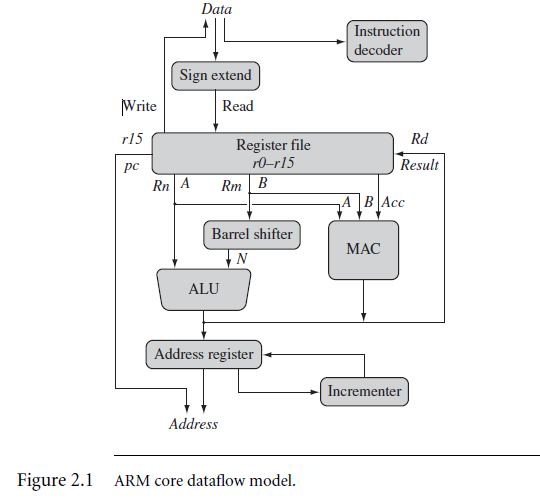 Data
Instruction
decoder
Sign extend
Write
Read
r15
Register file
Rd
pc
r0–r15
Result
Rn A
Rm B
A B Acc
Barrel shifter
N
MAC
ALU
Address register
Incrementer
Address
Figure 2.1 ARM core dataflow model.